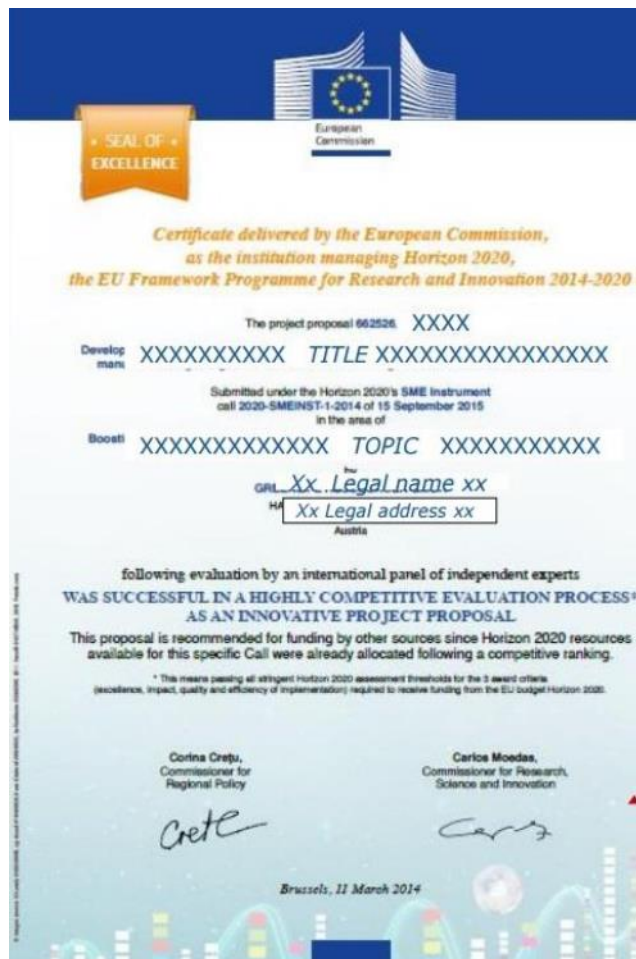 European
Commission
• SEAL OF •
EXCELLENCE
Certificate delivered by the European Commission,
as the institution managing Horizon 2020,
the EU Framework Programme for Research and Innovation 2014-2020
The project proposal 662526, XXXX
Develop XXXXXXXXXX TITLE XXXXXXXXXXXXXXXXX
manu
Submitted under the Horizon 2020's SME Instrument
call 2020-SMEINST-1-2014 of 15 September 2015
in the area of
Boosti XXXXXXXXXXXXX TOPIC XXXXXXXXXXX
by
Xx Legal name xx
Xx Legal address xx
Austria
following evaluation by an international panel of independent experts
WAS SUCCESSFUL IN A HIGHLY COMPETITIVE EVALUATION PROCESS*
AS AN INNOVATIVE PROJECT PROPOSAL
This proposal is recommended for funding by other sources since Horizon 2020 resources
available for this specific Call were already allocated following a competitive ranking.
* This means passing all stringent Horizon 2020 assessment thresholds for the 3 award criteria
(excellence, impact, quality and efficiency of implementation) required to receive funding from the EU budget Horizon 2020.
Corina Crețu,
Commissioner for
Regional Policy
Carlos Moedas,
Commissioner for Research,
Science and Innovation
Brussels, 11 March 2014